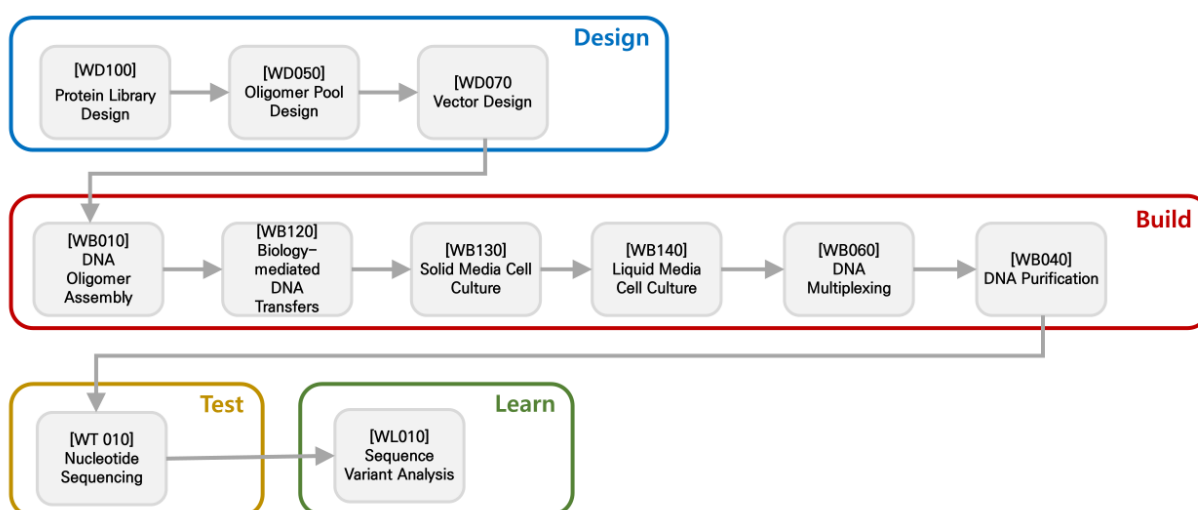 Design
[WD100]
Protein Library
Design
[WD050]
Oligomer Pool
Design
[WD070
Vector Design
Build
[WB010]
DNA
Oligomer
Assembly
[WB120]
Biology-
mediated
DNA
Transfers
[WB130]
Solid Media Cell
Culture
[WB140]
Liquid Media
Cell Culture
[WB060]
DNA
Multiplexing
[WB040]
DNA Purification
Test
[WT 010]
Nucleotide
Sequencing
Learn
[WL010]
Sequence
Variant Analysis